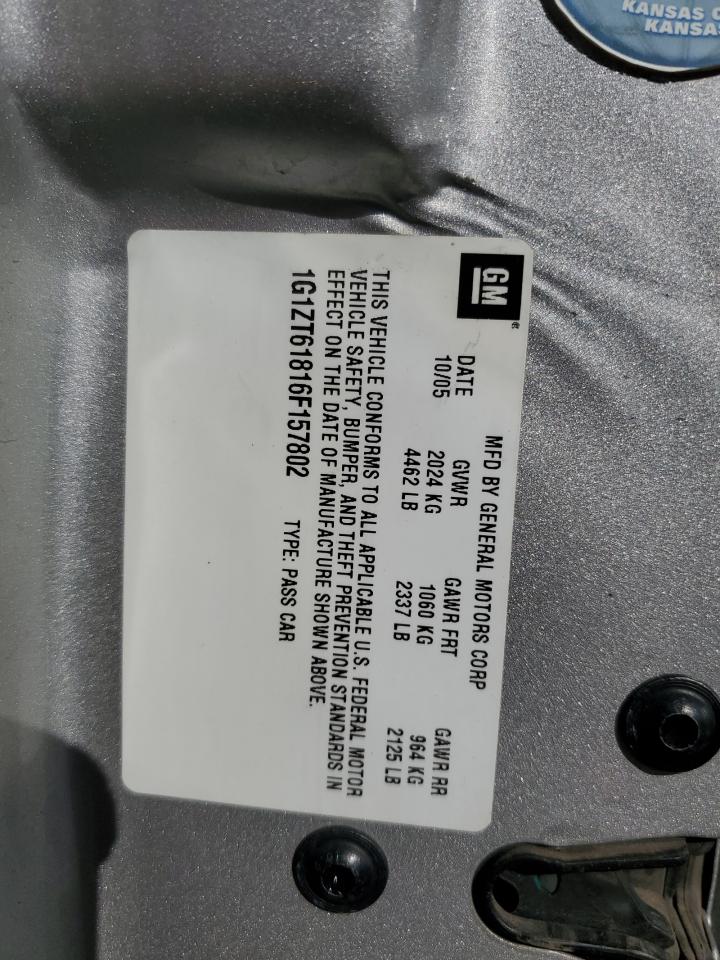 KANSAS C
KANSA
GM
MFD BY GENERAL MOTORS CORP
DATE GVWR GAWR FRT GAWR RR
10/05 2024 KG 1060 KG 964 KG
4462 LB 2337 LB 2125 LB
THIS VEHICLE CONFORMS TO ALL APPLICABLE U.S. FEDERAL MOTOR
VEHICLE SAFETY, BUMPER, AND THEFT PREVENTION STANDARDS IN
EFFECT ON THE DATE OF MANUFACTURE SHOWN ABOVE.
1G1ZT61816F157802 TYPE: PASS CAR